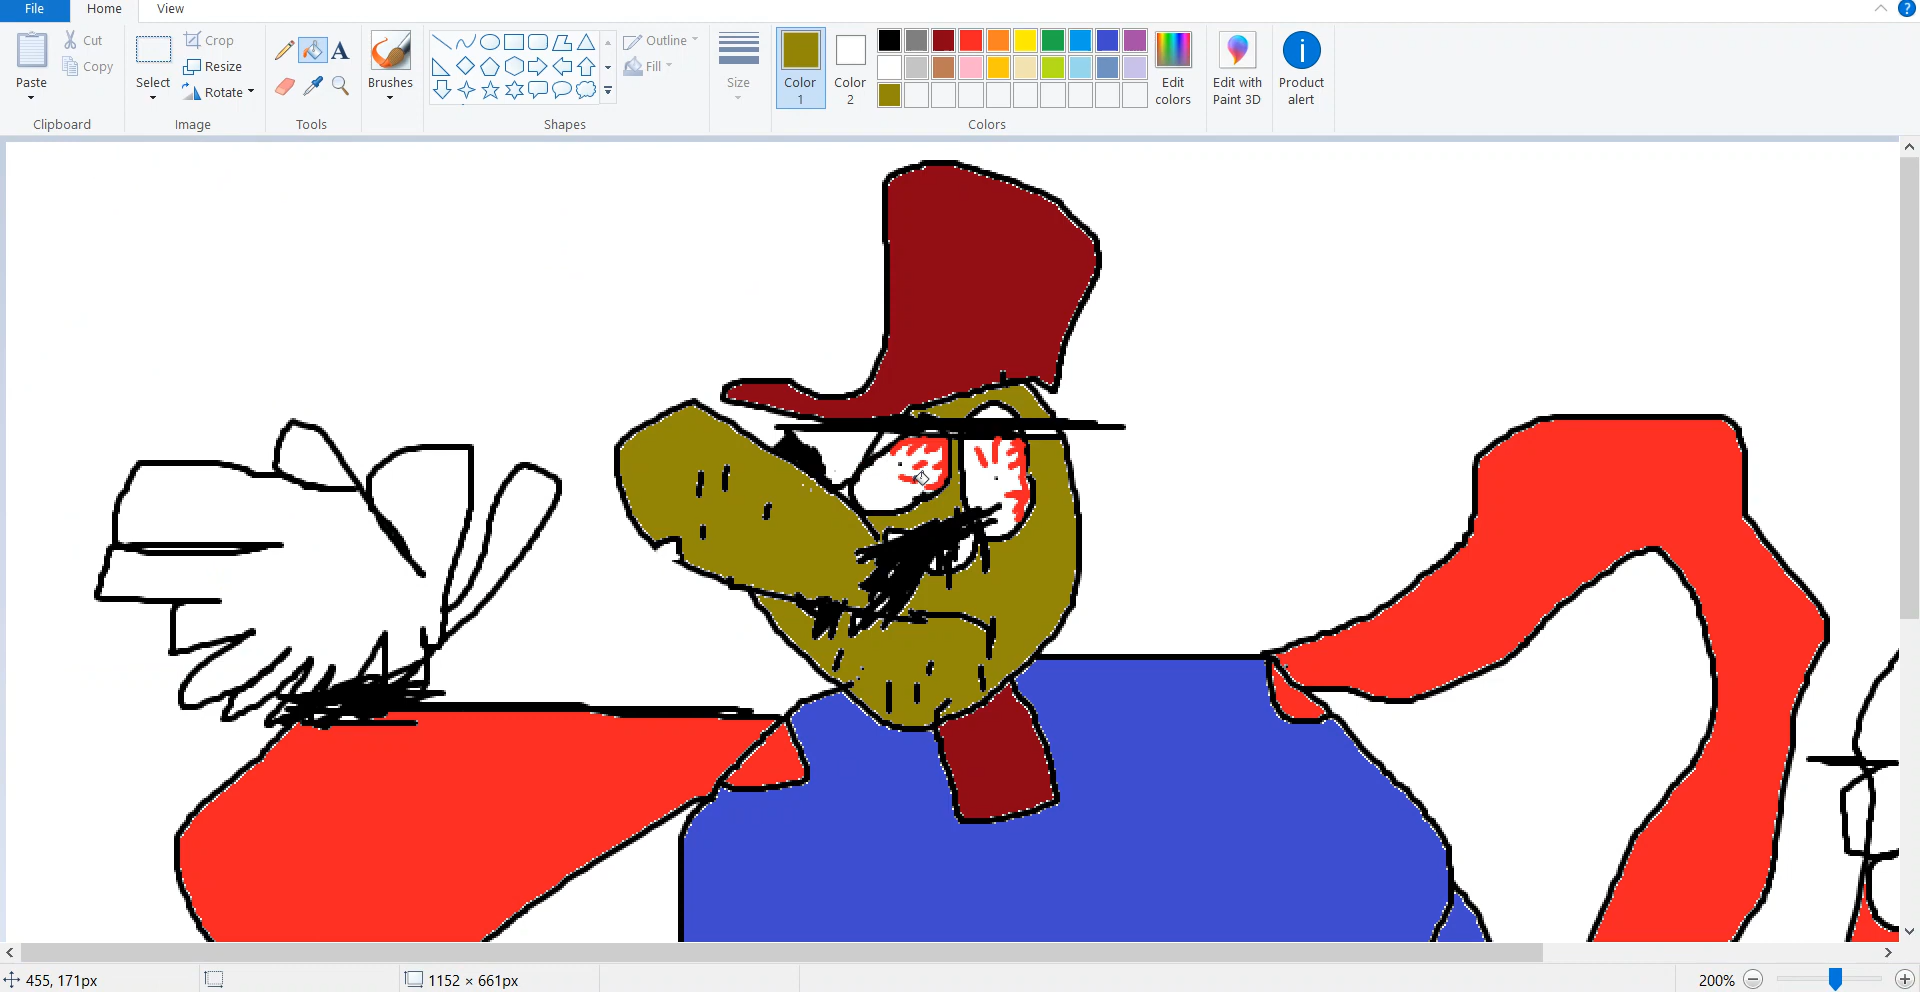 File Home View
Paste Cut Copy
Clipboard
Select Crop Resize Rotate
Image
A
Tools
Brushes
Shapes
Outline Fill
Size
Color 1
Color 2
Colors
Edit colors
Edit with Paint 3D
Product alert
455, 171px
1152 × 661px
200%